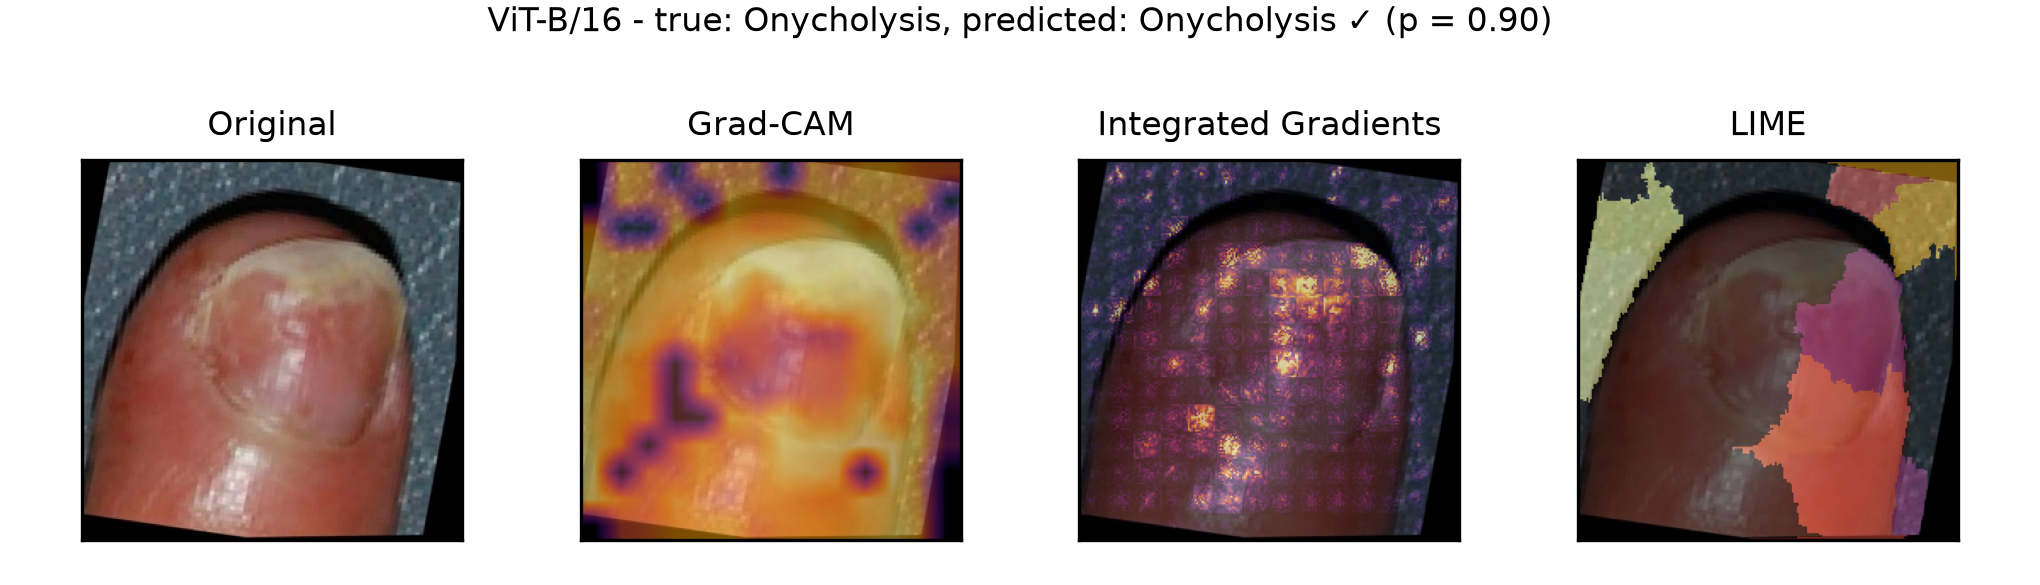 ViT-B/16 - true: Onycholysis, predicted: Onycholysis ✓ (p = 0.90)
Original
Grad-CAM
Integrated Gradients
LIME